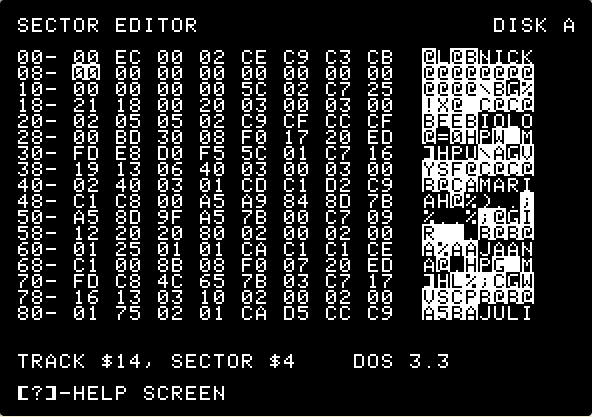 SECTOR EDITOR DISK A
00- 00 EC 00 02 CE C9 C3 CB @L@BNICK
08- 00 00 00 00 00 00 00 00 @@@@@@@@
10- 00 00 00 00 5C 02 C7 25 @@@@\BG%
18- 21 18 00 20 03 00 03 00 !X@ C@C@
20- 02 05 05 02 C9 CF CC CF BEEBIOLO
28- 00 BD 30 08 F0 17 20 ED @=0HPW M
30- FD E8 D0 F5 5C 01 C7 16 ]HPU\AGV
38- 19 13 06 40 03 00 03 00 YSF@C@C@
40- 02 40 03 01 CD C1 D2 C9 B@CAMARI
48- C1 C8 00 A5 A9 84 8D 7B AH@%)
50- A5 8D 9F A5 7B 00 C7 09 %  %;@GI
58- 12 20 20 80 02 00 02 00 R   B@B@
60- 01 25 01 01 CA C1 C1 CE A%AAJAAN
68- C1 00 8B 08 F0 07 20 ED A@ HPG M
70- FD C8 4C 65 7B 03 C7 17 ]HL%;CGW
78- 16 13 03 10 02 00 02 00 VSCPB@B@
80- 01 75 02 01 CA D5 CC C9 A5BAJULI
TRACK $14, SECTOR $4 DOS 3.3
[?]-HELP SCREEN